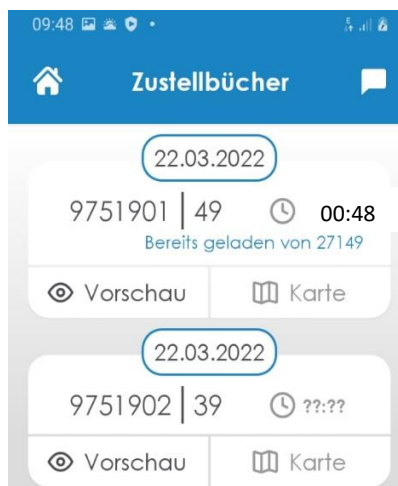 09:48
Zustellbücher
22.03.2022
9751901 | 49 00:48
Bereits geladen von 27149
Vorschau Karte
22.03.2022
9751902 | 39 ??:??
Vorschau Karte